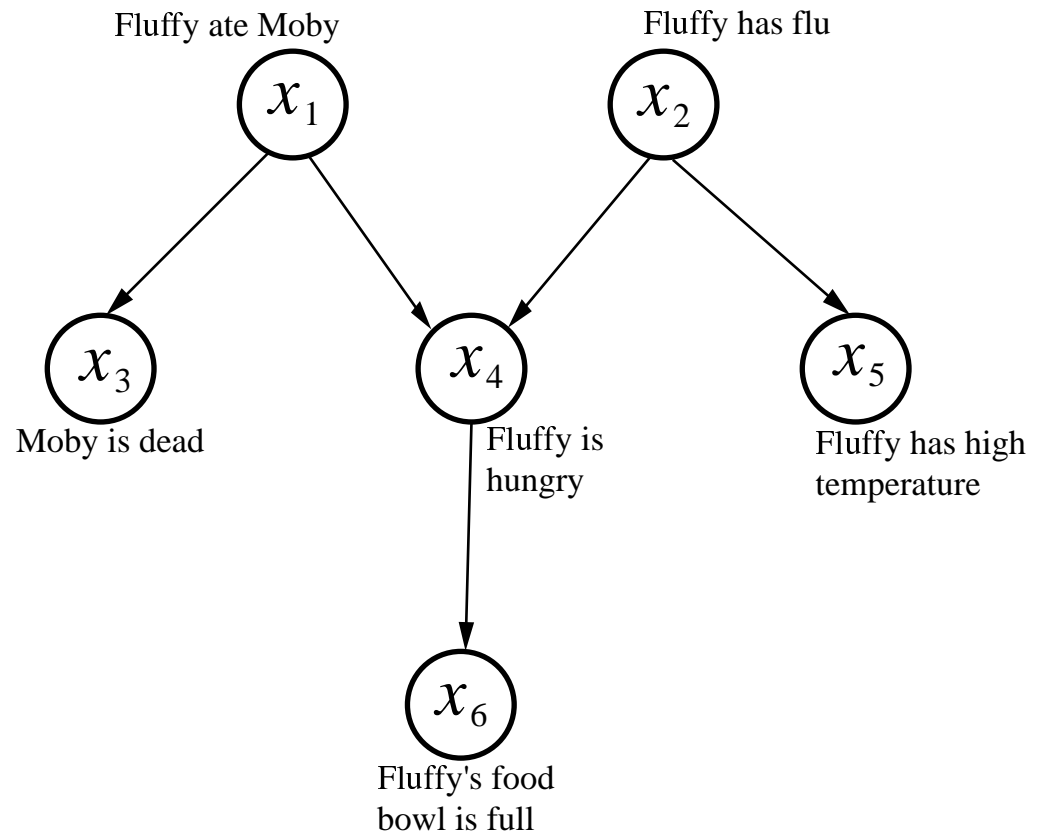 Fluffy ate Moby
Fluffy has flu
x1
x2
x3
x4
x5
Moby is dead
Fluffy is
hungry
Fluffy has high
temperature
x6
Fluffy's food
bowl is full